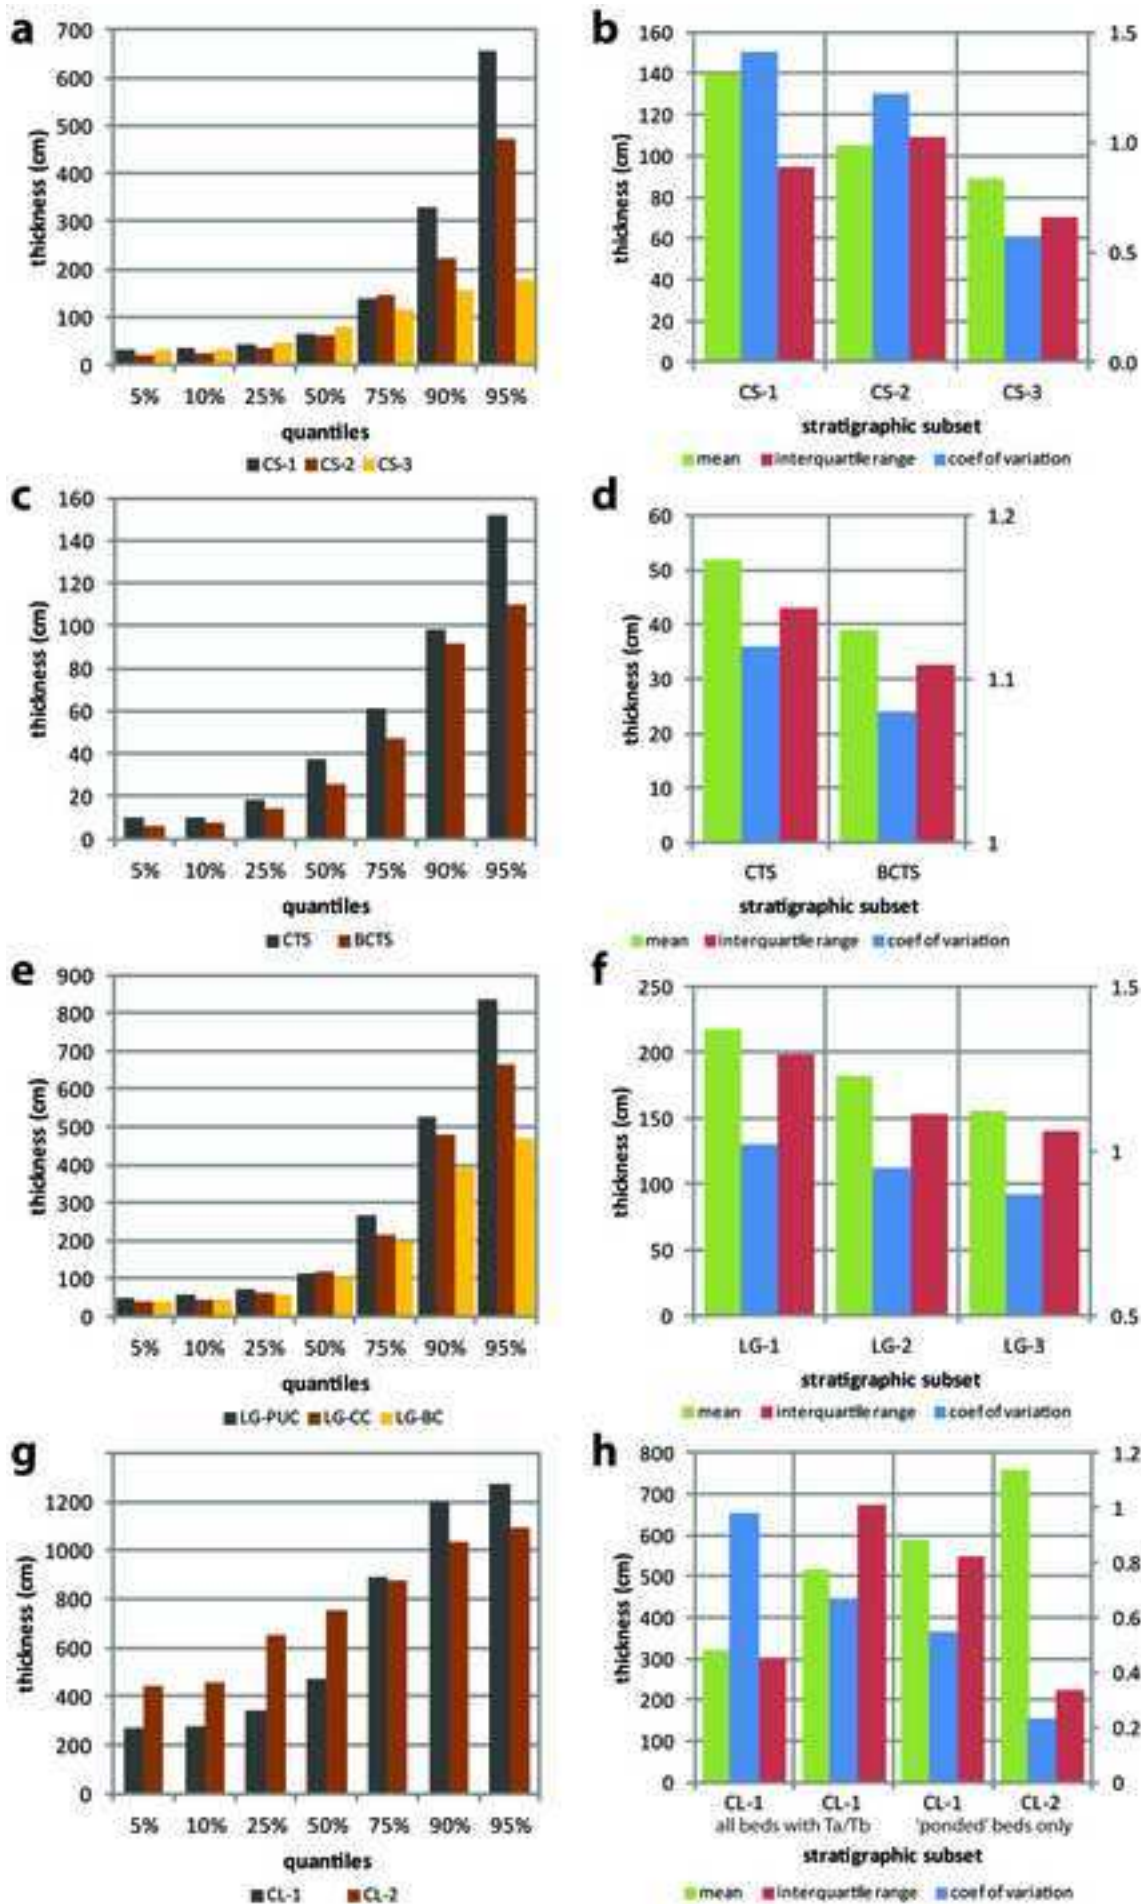 a
700
600
500
400
300
200
100
0
thickness (cm)
5% 10% 25% 50% 75% 90% 95%
quantiles
CS-1 CS-2 CS-3
b
160
140
120
100
80
60
40
20
0
thickness (cm)
1.5
1.0
0.5
0.0
CS-1 CS-2 CS-3
stratigraphic subset
mean interquartile range coef of variation
c
160
140
120
100
80
60
40
20
0
thickness (cm)
5% 10% 25% 50% 75% 90% 95%
quantiles
CTS BCTS
d
60
50
40
30
20
10
0
thickness (cm)
1.2
1.1
1
CTS BCTS
stratigraphic subset
mean interquartile range coef of variation
e
900
800
700
600
500
400
300
200
100
0
thickness (cm)
5% 10% 25% 50% 75% 90% 95%
quantiles
LG-PUC LG-CC LG-BC
f
250
200
150
100
50
0
thickness (cm)
1.5
1
0.5
LG-1 LG-2 LG-3
stratigraphic subset
mean interquartile range coef of variation
g
1200
1000
800
600
400
200
0
thickness (cm)
5% 10% 25% 50% 75% 90% 95%
quantiles
CL-1 CL-2
h
800
700
600
500
400
300
200
100
0
thickness (cm)
1.2
1
0.8
0.6
0.4
0.2
0
CL-1 CL-1 CL-1 CL-2
all beds with Ta/Tb 'ponded' beds only
stratigraphic subset
mean interquartile range coef of variation